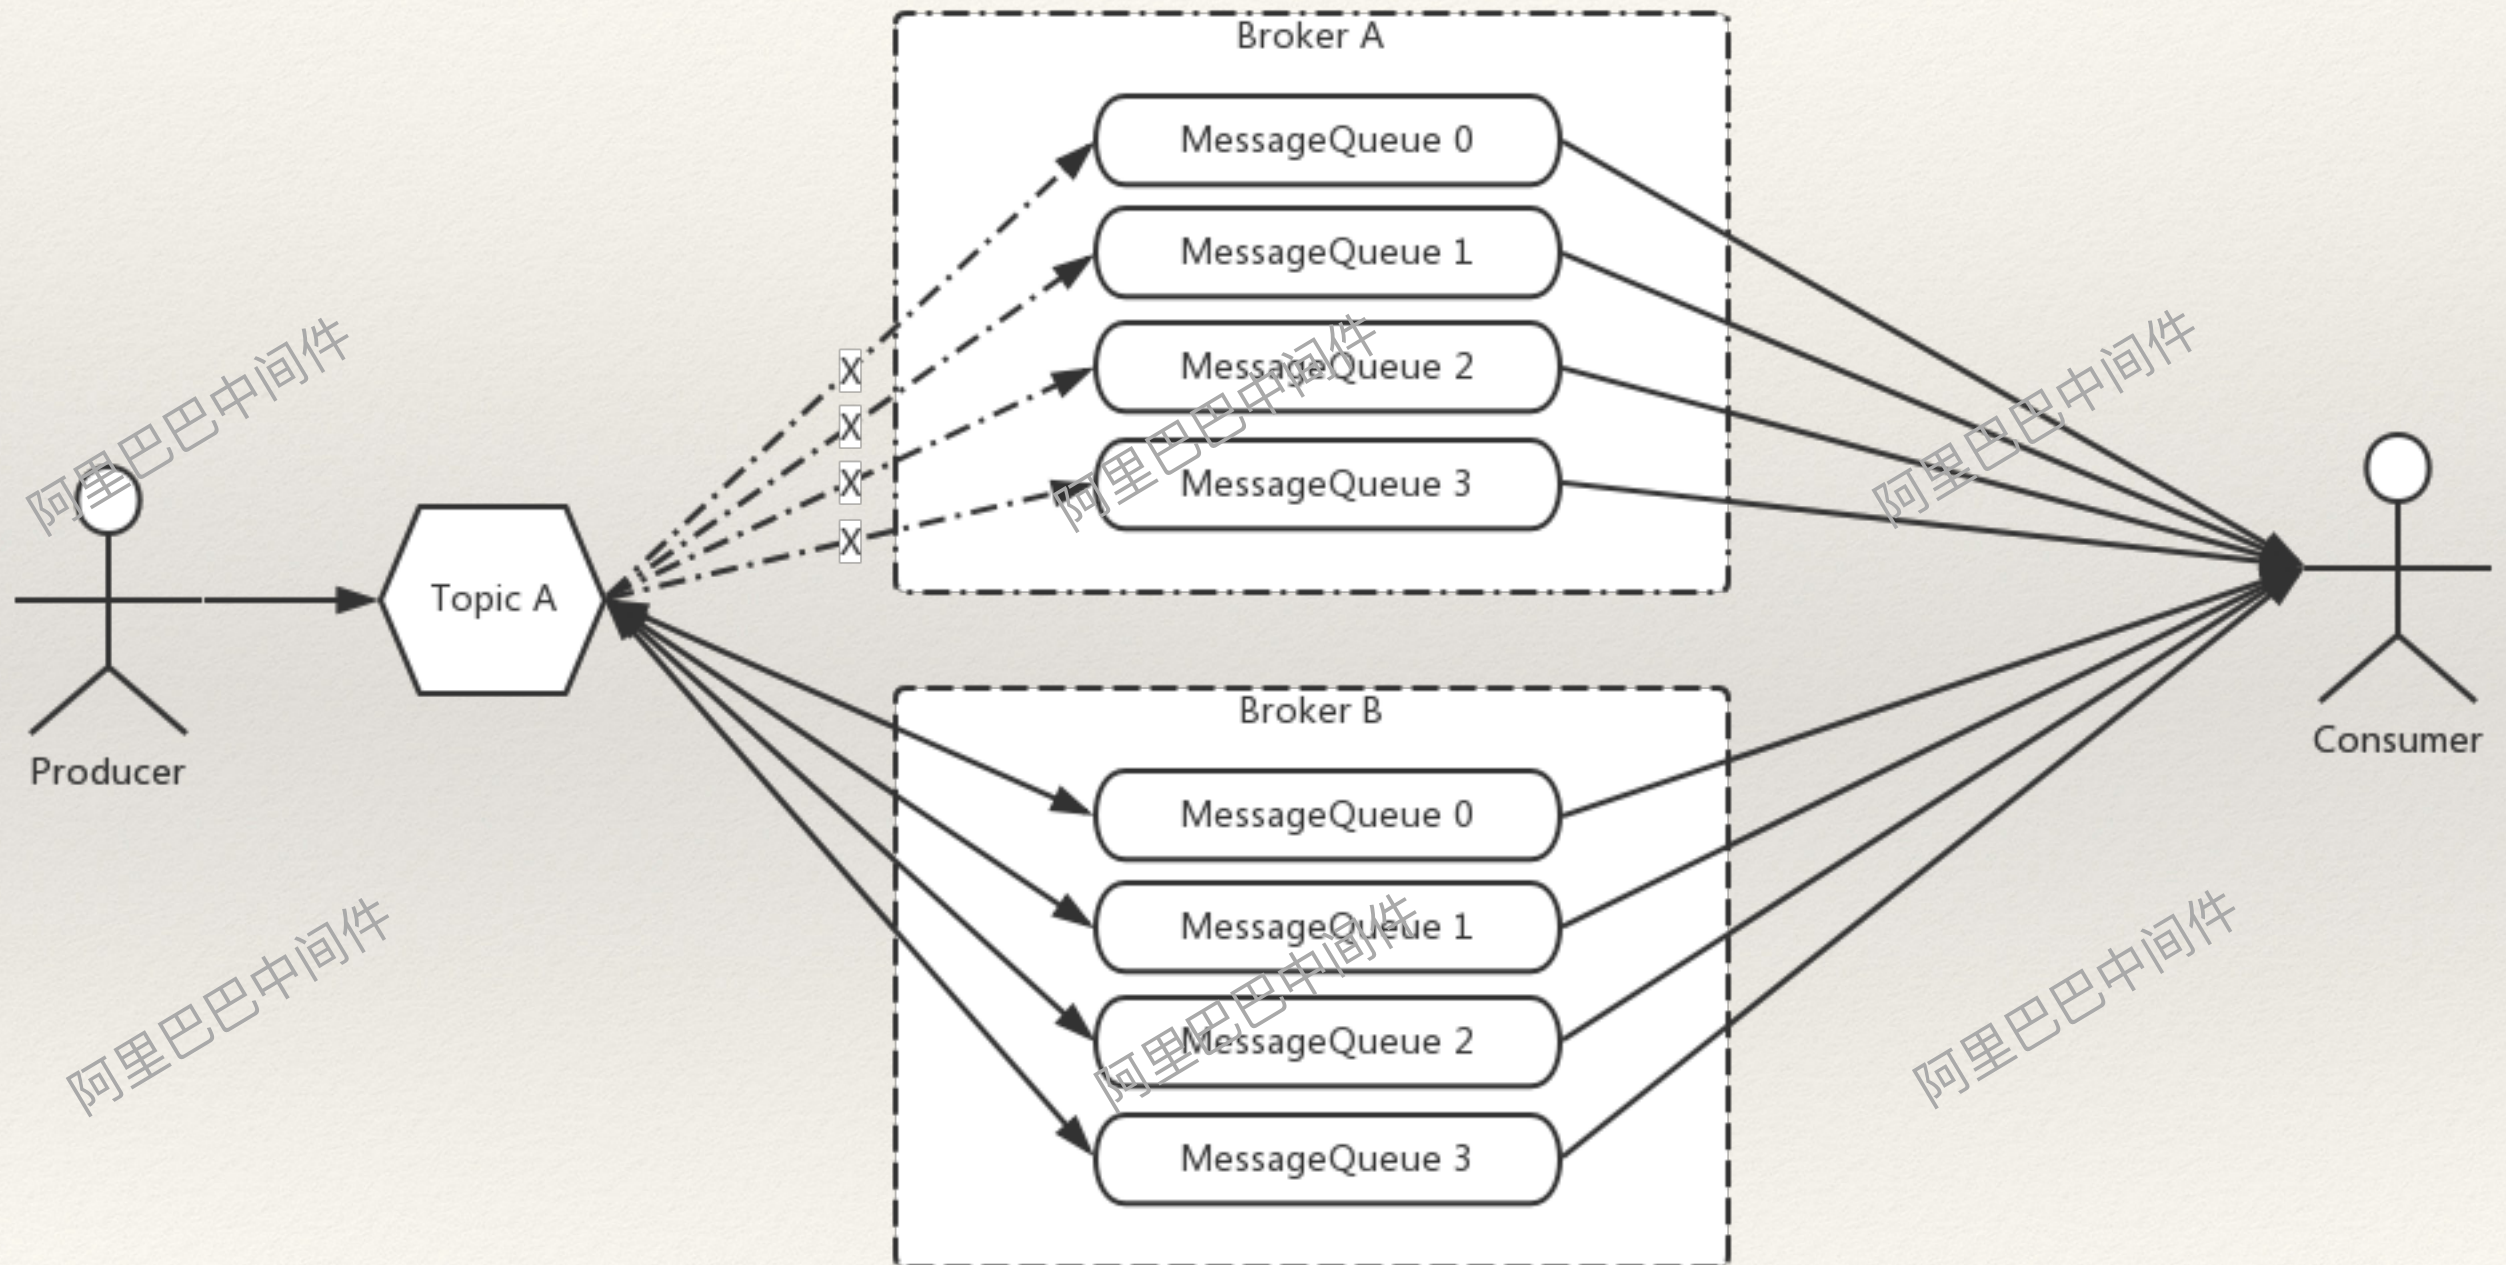 Broker A
MessageQueue 0
MessageQueue 1
MessageQueue 2
MessageQueue 3
X
X
X
X
Topic A
Producer
Consumer
Broker B
MessageQueue 0
MessageQueue 1
MessageQueue 2
MessageQueue 3
阿里巴巴中间件
阿里巴巴中间件
阿里巴巴中间件
阿里巴巴中间件
阿里巴巴中间件
阿里巴巴中间件